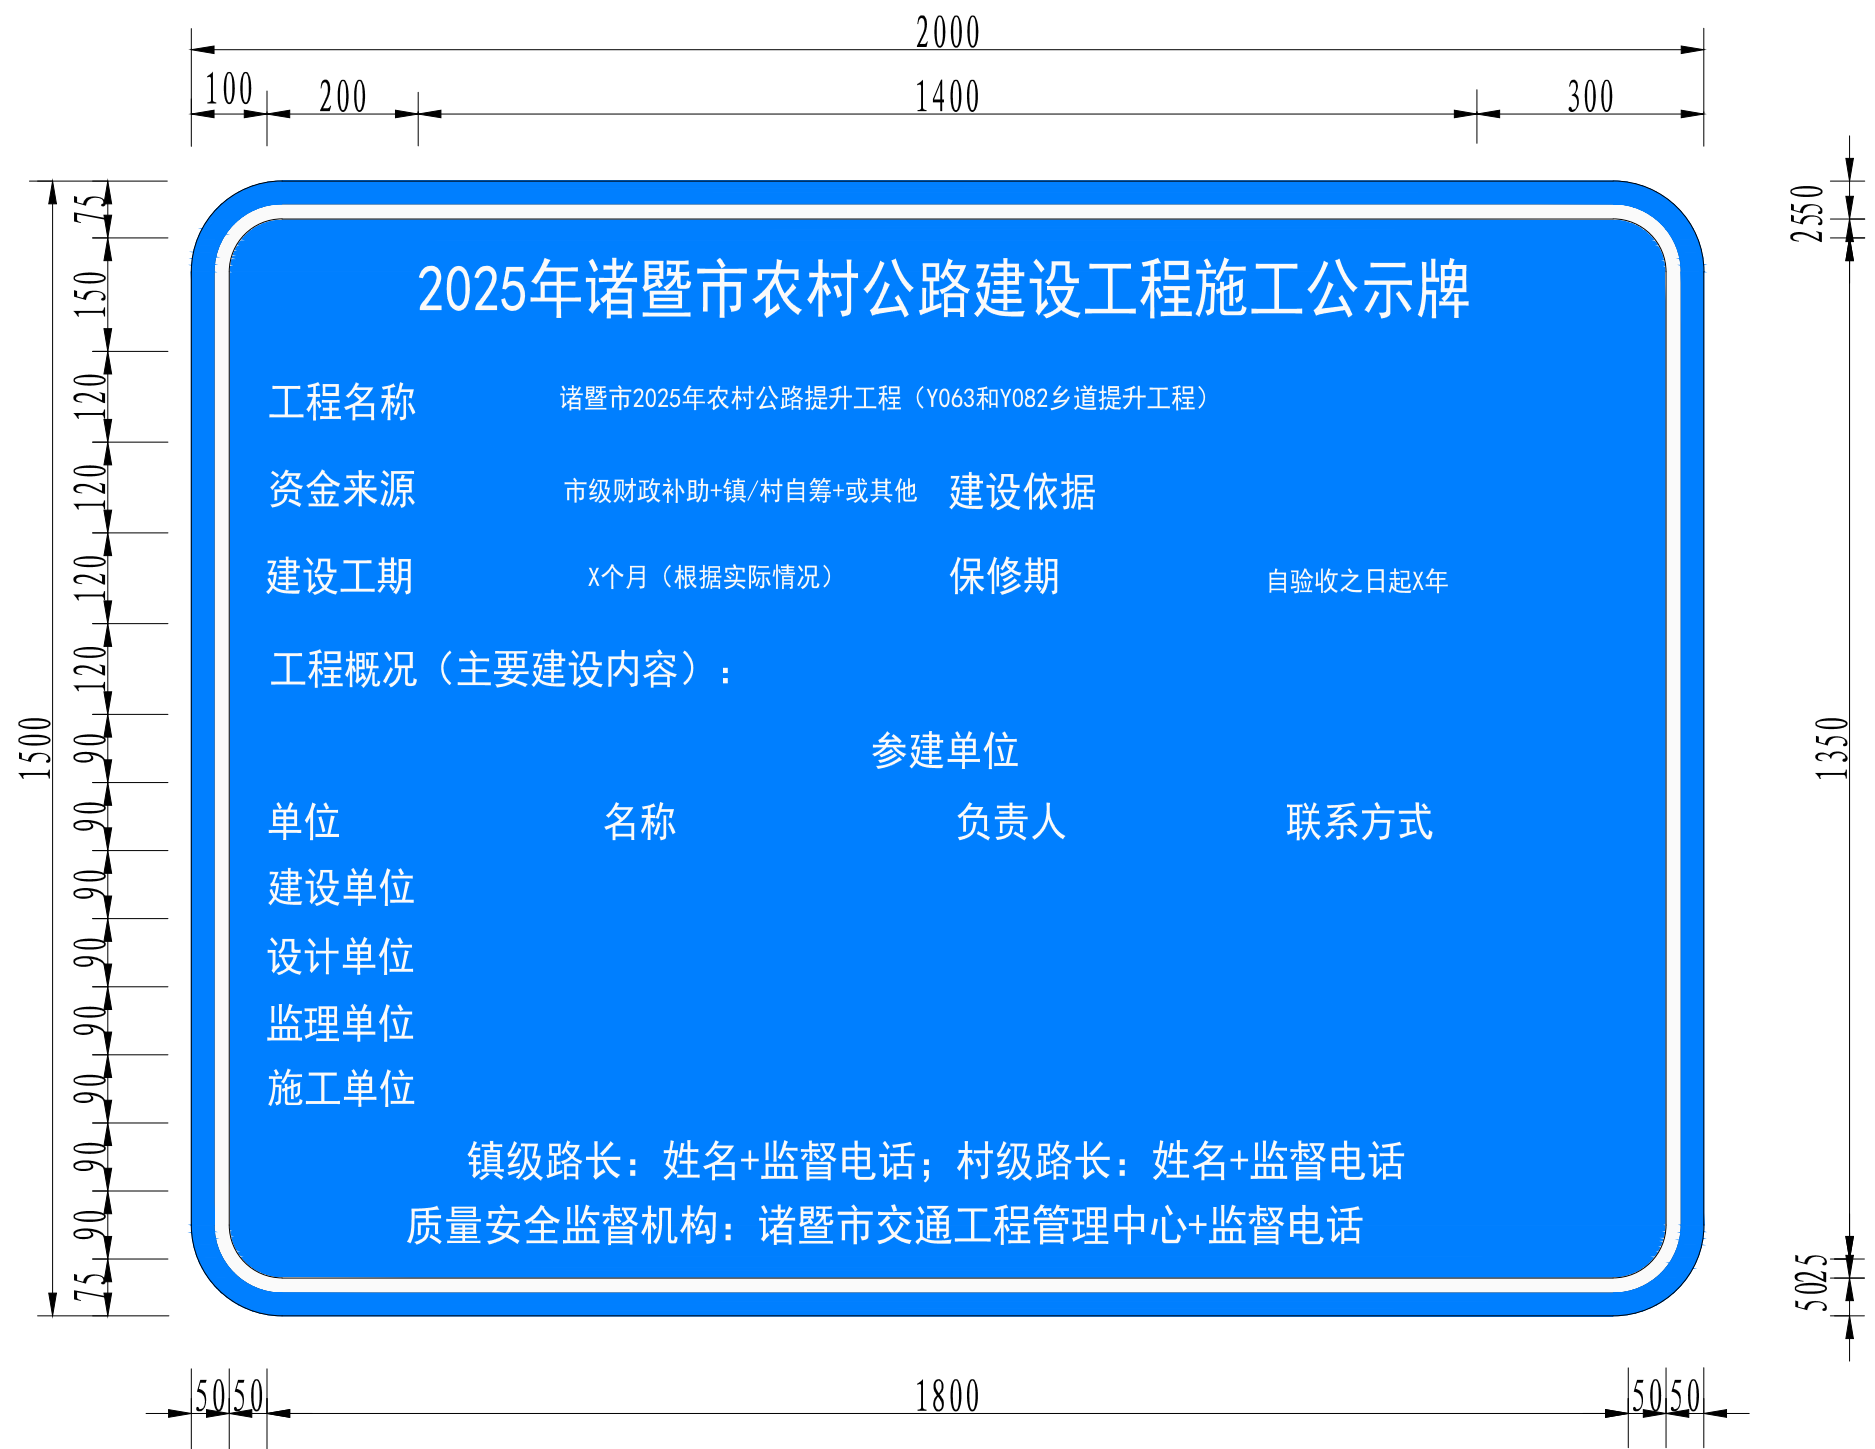 2000
100 200 1400 300
75
150
120
120
120
120
90
90
90
90
90
90
90
90
75
1500
2025年诸暨市农村公路建设工程施工公示牌
工程名称 诸暨市2025年农村公路提升工程（Y063和Y082乡道提升工程）
资金来源 市级财政补助+镇/村自筹+或其他 建设依据
建设工期 X个月（根据实际情况） 保修期 自验收之日起X年
工程概况（主要建设内容）：
参建单位
单位 名称 负责人 联系方式
建设单位
设计单位
监理单位
施工单位
镇级路长：姓名+监督电话；村级路长：姓名+监督电话
质量安全监督机构：诸暨市交通工程管理中心+监督电话
50
25
1350
25
50
50 50 1800 50 50